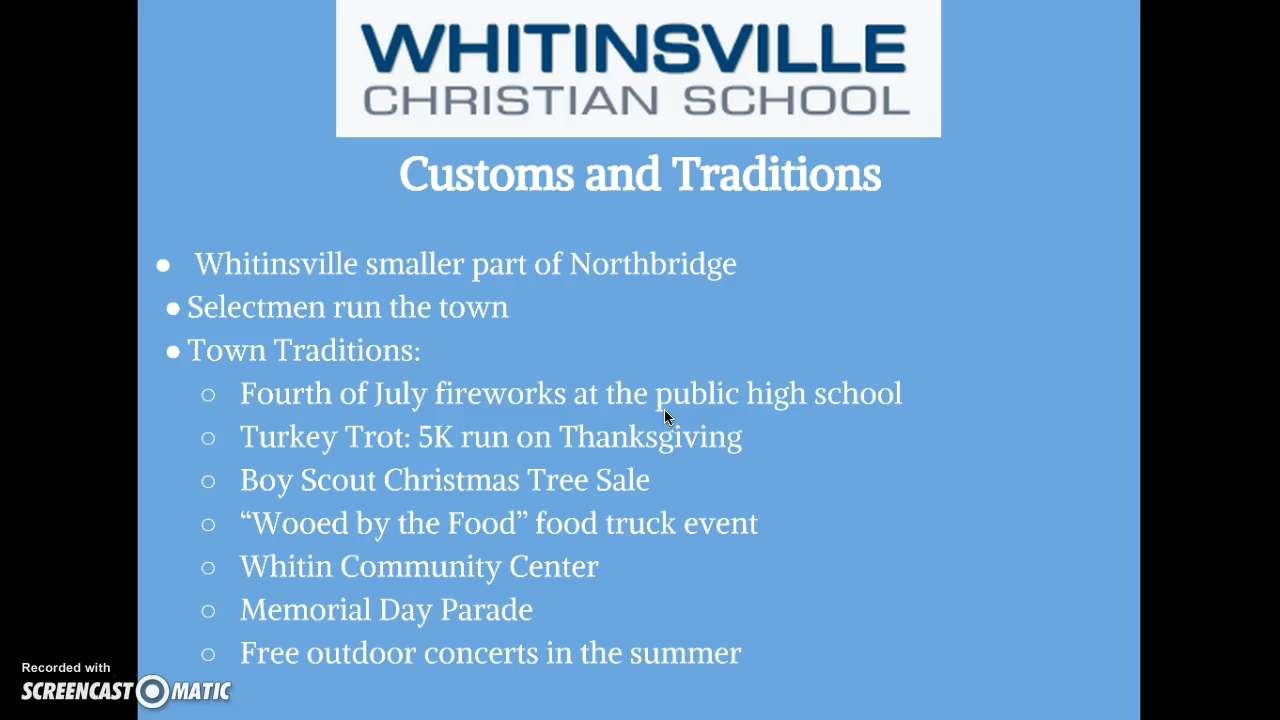 WHITINSVILLE
CHRISTIAN SCHOOL
Customs and Traditions
● Whitinsville smaller part of Northbridge
● Selectmen run the town
● Town Traditions:
○ Fourth of July fireworks at the public high school
○ Turkey Trot: 5K run on Thanksgiving
○ Boy Scout Christmas Tree Sale
○ “Wooed by the Food” food truck event
○ Whitin Community Center
○ Memorial Day Parade
○ Free outdoor concerts in the summer
Recorded with
SCREENCAST MATIC